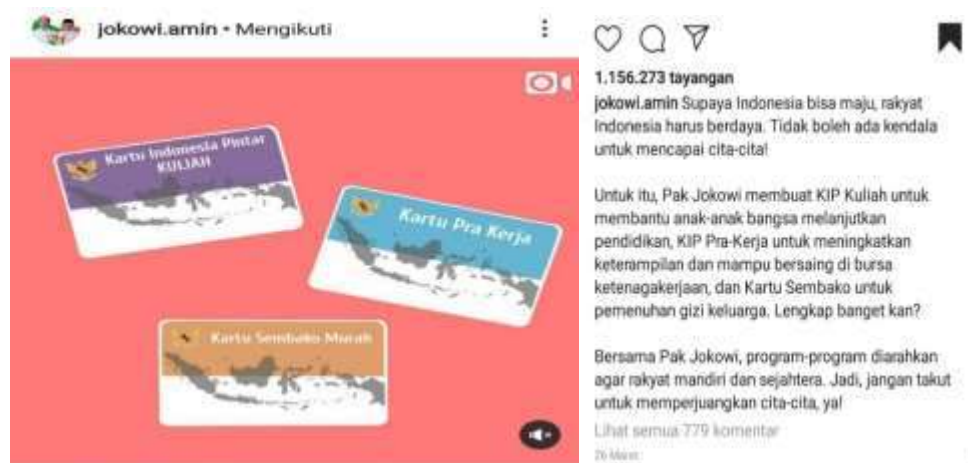 jokowi.amin • Mengikuti
Kartu Indonesia Pintar
KULIAH
Kartu Pra Kerja
Kartu Sembako Murah
1.156.273 tayangan
jokowi.amin Supaya Indonesia bisa maju, rakyat
Indonesia harus berdaya. Tidak boleh ada kendala
untuk mencapai cita-cita!
Untuk itu, Pak Jokowi membuat KIP Kuliah untuk
membantu anak-anak bangsa melanjutkan
pendidikan, KIP Pra-Kerja untuk meningkatkan
keterampilan dan mampu bersaing di bursa
ketenagakerjaan, dan Kartu Sembako untuk
pemenuhan gizi keluarga. Lengkap banget kan?
Bersama Pak Jokowi, program-program diarahkan
agar rakyat mandiri dan sejahtera. Jadi, jangan takut
untuk memperjuangkan cita-cita, ya!
Lihat semua 779 komentar
26 Maret